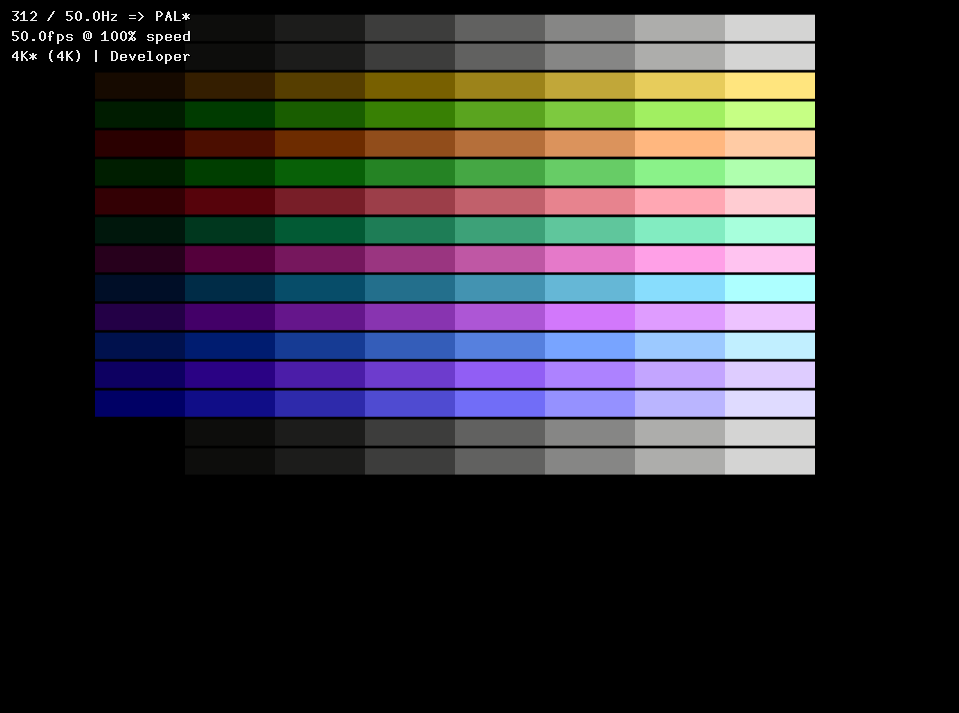 312 / 50.0Hz => PAL*
50.0fps @ 100% speed
4K* (4K) | Developer